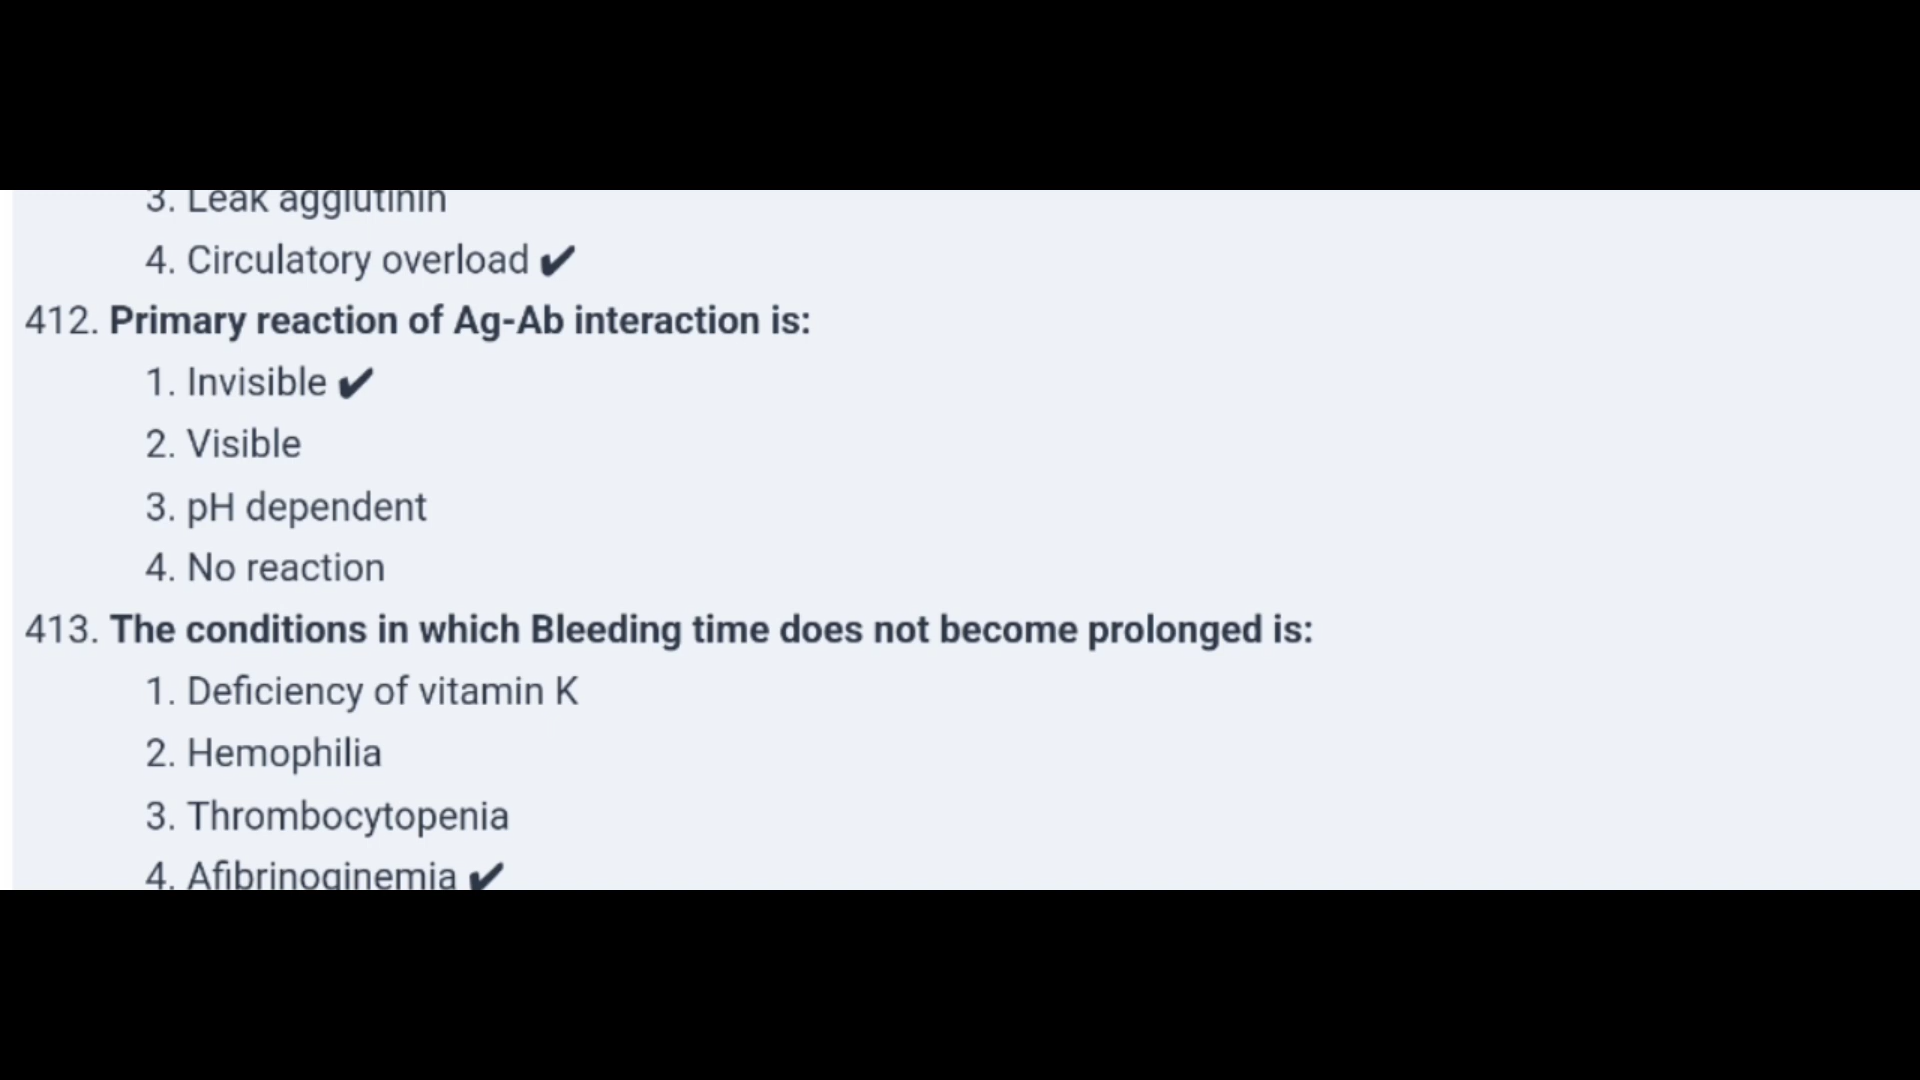 3. Leak agglutinin
4. Circulatory overload ✔
412. Primary reaction of Ag-Ab interaction is:
1. Invisible ✔
2. Visible
3. pH dependent
4. No reaction
413. The conditions in which Bleeding time does not become prolonged is:
1. Deficiency of vitamin K
2. Hemophilia
3. Thrombocytopenia
4. Afibrinoginemia ✔